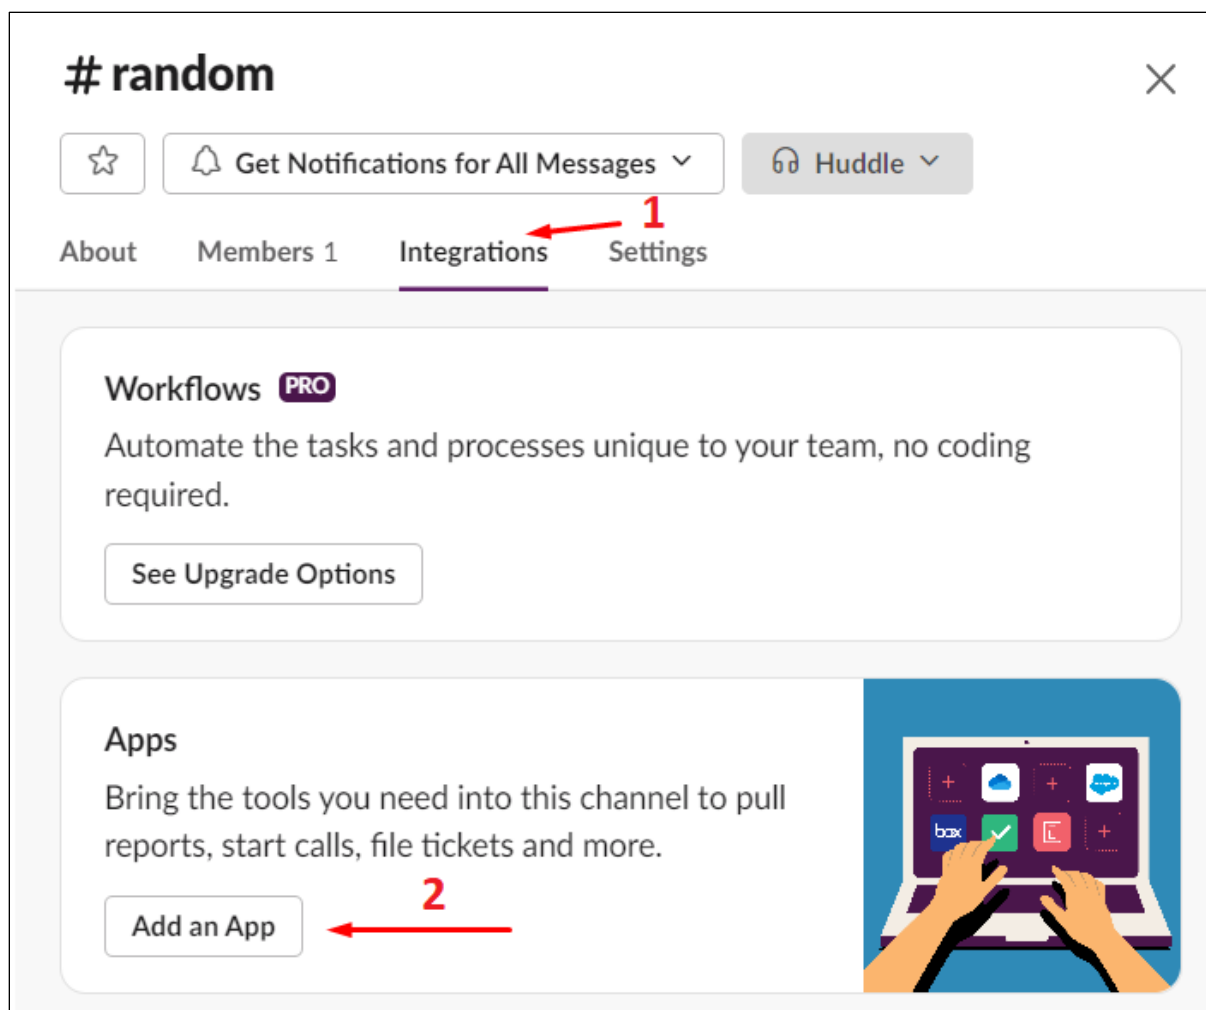 # random
Get Notifications for All Messages
Huddle
1
About Members 1 Integrations Settings
Workflows PRO
Automate the tasks and processes unique to your team, no coding
required.
See Upgrade Options
Apps
Bring the tools you need into this channel to pull
reports, start calls, file tickets and more.
2
Add an App
box